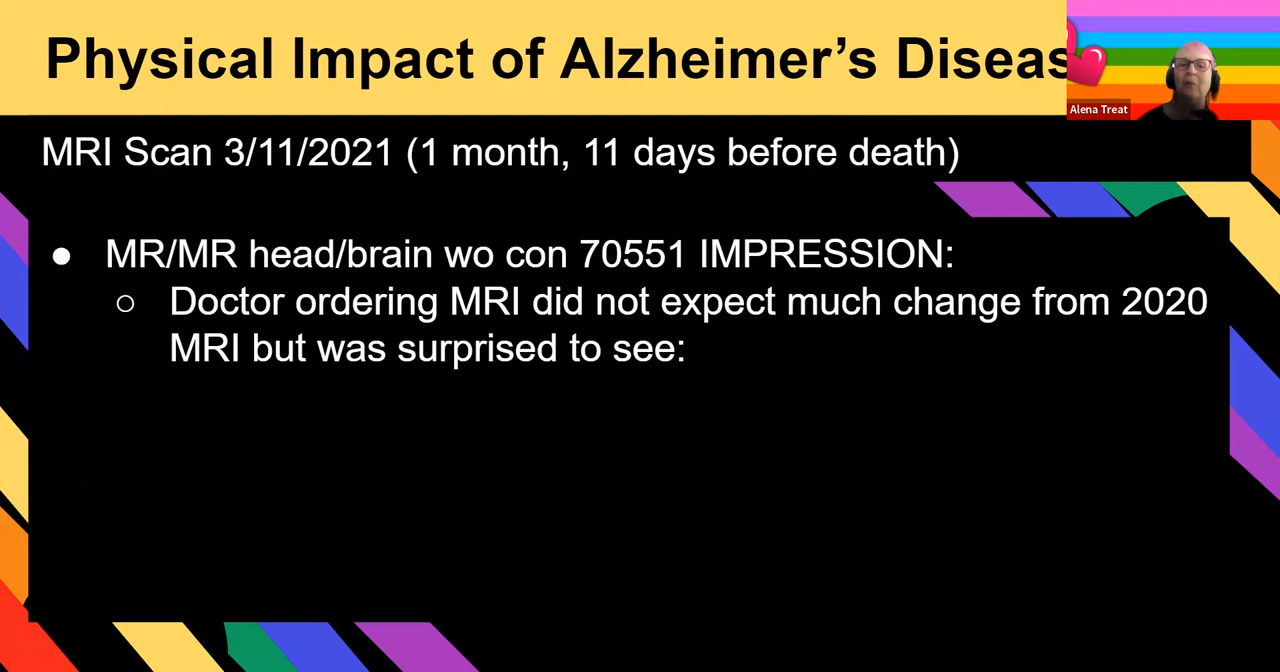 Physical Impact of Alzheimer’s Diseas
Alena Treat
MRI Scan 3/11/2021 (1 month, 11 days before death)
● MR/MR head/brain wo con 70551 IMPRESSION:
○ Doctor ordering MRI did not expect much change from 2020
MRI but was surprised to see: